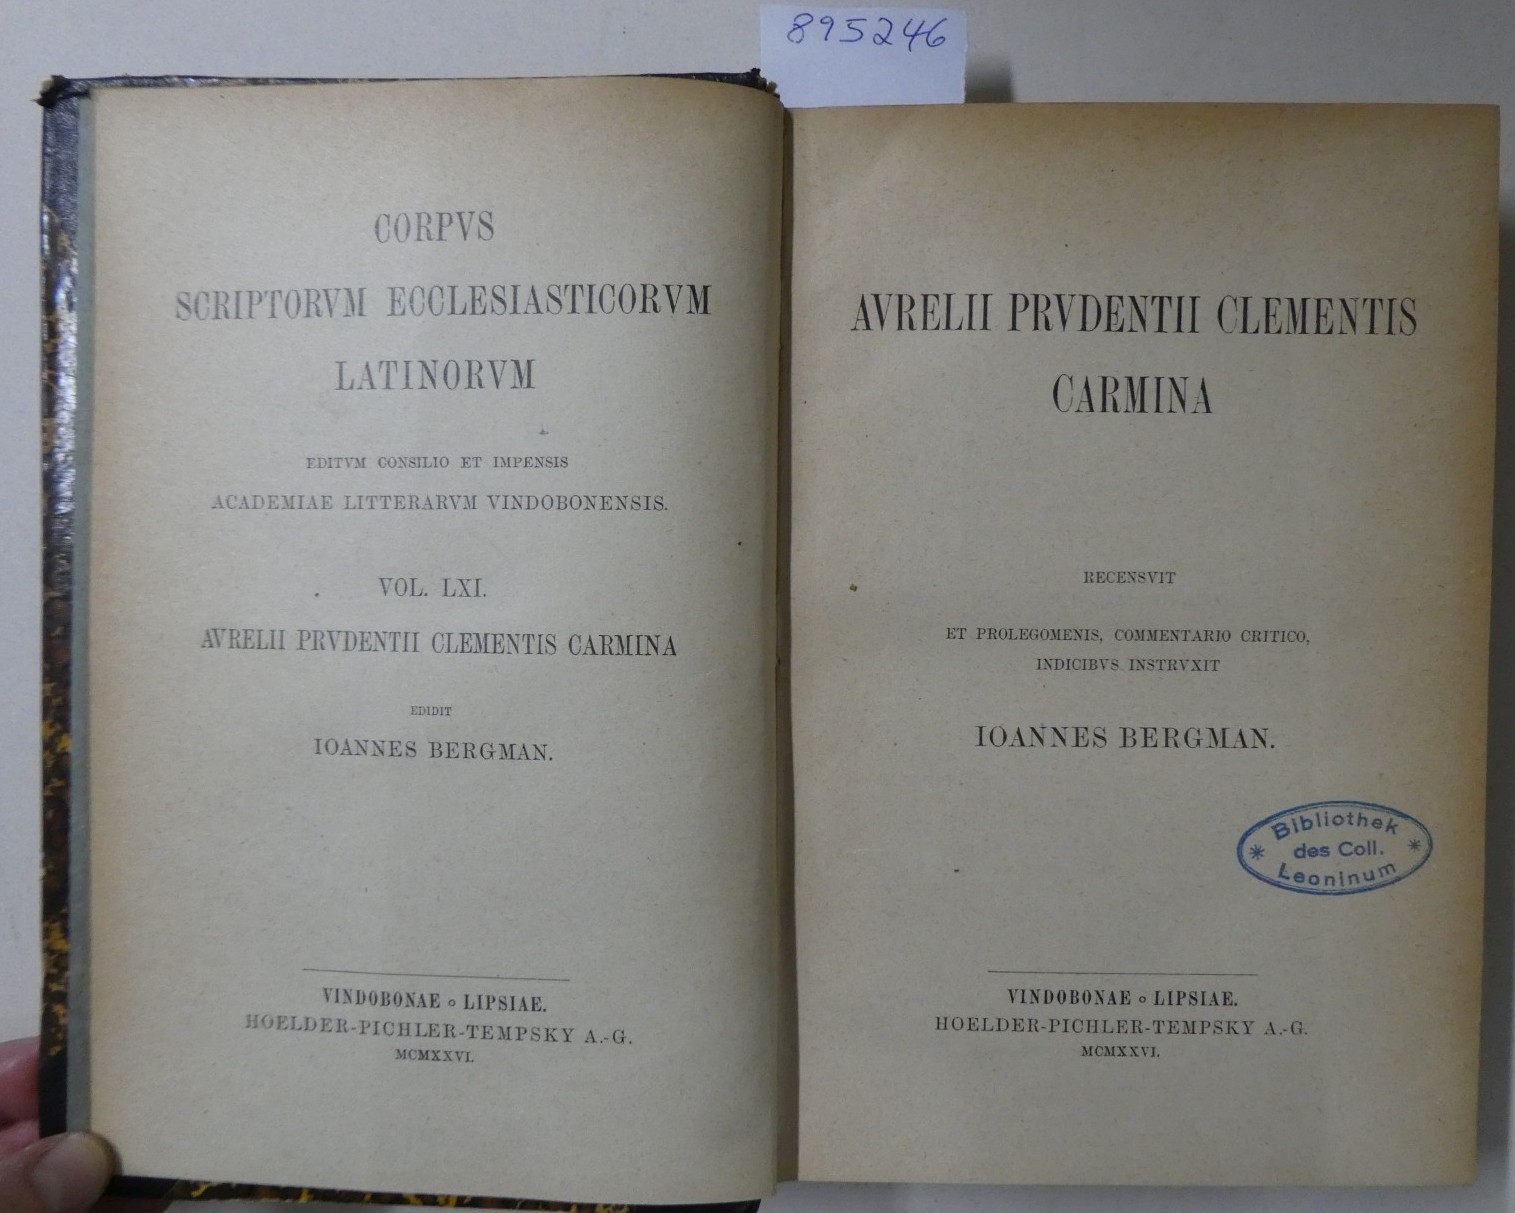 895246
CORPVS
SCRIPTORVM ECCLESIASTICORVM
LATINORVM
EDITVM CONSILIO ET IMPENSIS
ACADEMIAE LITTERARVM VINDOBONENSIS.
VOL. LXI.
AVRELII PRVDENTII CLEMENTIS CARMINA
EDIDIT
IOANNES BERGMAN.
VINDOBONAE o LIPSIAE.
HOELDER-PICHLER-TEMPSKY A.-G.
MCMXXVI.
AVRELII PRVDENTII CLEMENTIS
CARMINA
RECENSVIT
ET PROLEGOMENIS, COMMENTARIO CRITICO,
INDICIBVS INSTRVXIT
IOANNES BERGMAN.
Bibliothek
* des Coll. *
Leoninum
VINDOBONAE o LIPSIAE.
HOELDER-PICHLER-TEMPSKY A.-G.
MCMXXVI.